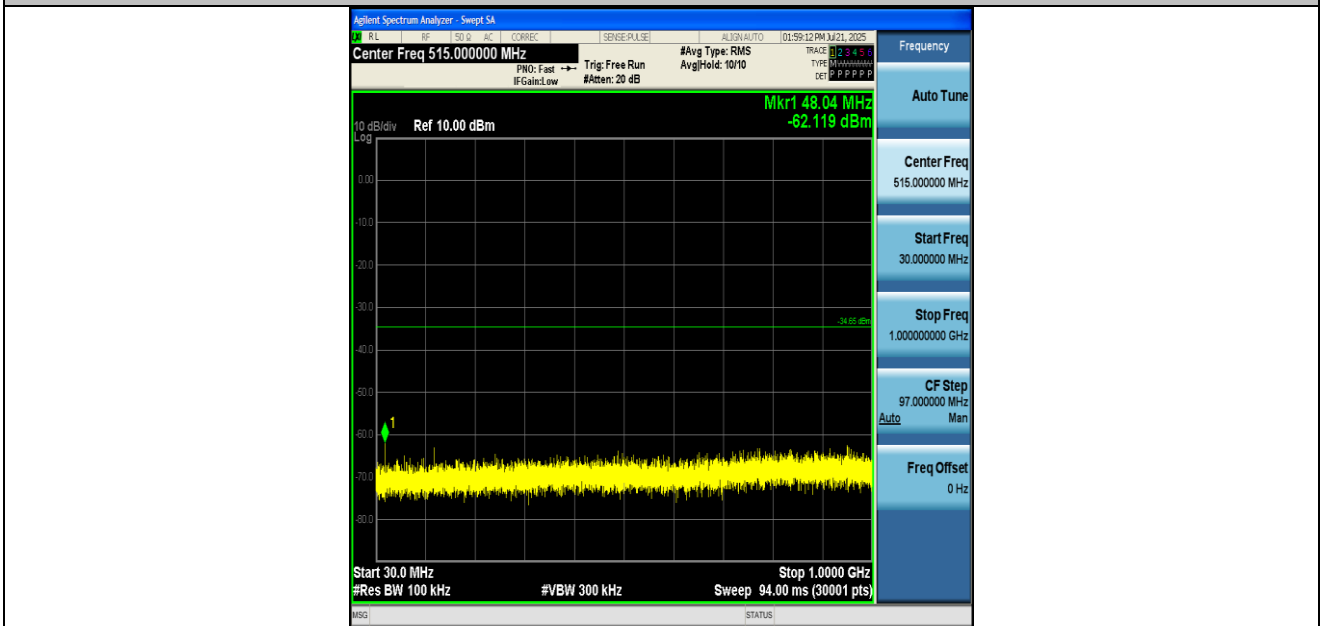 Agilent Spectrum Analyzer - Swept SA
RL RF 50 Ω AC CORREC SENSE:PULSE ALIGN AUTO 01:59:12 PM Jul 21, 2025
Center Freq 515.000000 MHz
PNO: Fast
IFGain:Low
Trig: Free Run
#Atten: 20 dB
#Avg Type: RMS
Avg|Hold: 10/10
TRACE 1 2 3 4 5 6
TYPE M
DET P P P P P P
Mkr1 48.04 MHz
-62.119 dBm
10 dB/div Ref 10.00 dBm
Log
0.00
-10.0
-20.0
-30.0
-34.66 dBm
-40.0
-50.0
1
-60.0
-70.0
-80.0
Start 30.0 MHz Stop 1.0000 GHz
#Res BW 100 kHz #VBW 300 kHz Sweep 94.00 ms (30001 pts)
MSG STATUS
Frequency
Auto Tune
Center Freq
515.000000 MHz
Start Freq
30.000000 MHz
Stop Freq
1.000000000 GHz
CF Step
97.000000 MHz
Auto Man
Freq Offset
0 Hz